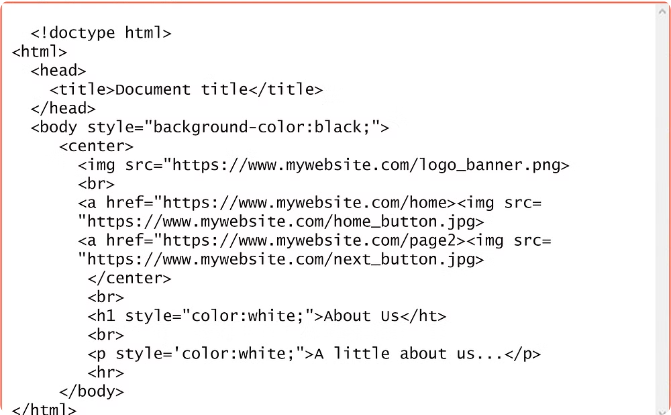 <!doctype html>
<html>
<head>
<title>Document title</title>
</head>
<body style="background-color:black;">
<center>
<img src="https://www.mywebsite.com/logo_banner.png>
<br>
<a href="https://www.mywebsite.com/home><img src=
"https://www.mywebsite.com/home_button.jpg>
<a href="https://www.mywebsite.com/page2><img src=
"https://www.mywebsite.com/next_button.jpg>
</center>
<br>
<h1 style="color:white;">About Us</ht>
<br>
<p style='color:white;">A little about us...</p>
<hr>
</body>
</html>